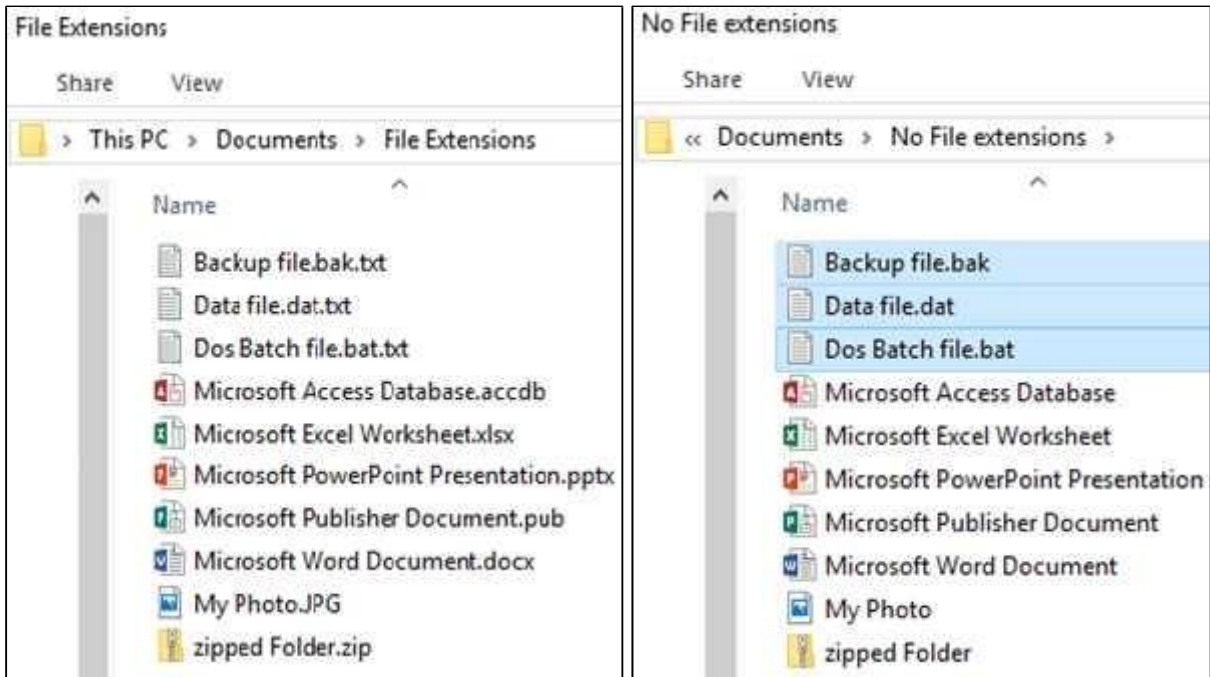 File Extensions
Share View
> This PC > Documents > File Extensions
Name
Backup file.bak.txt
Data file.dat.txt
Dos Batch file.bat.txt
Microsoft Access Database.accdb
Microsoft Excel Worksheet.xlsx
Microsoft PowerPoint Presentation.pptx
Microsoft Publisher Document.pub
Microsoft Word Document.docx
My Photo.JPG
zipped Folder.zip
No File extensions
Share View
« Documents > No File extensions >
Name
Backup file.bak
Data file.dat
Dos Batch file.bat
Microsoft Access Database
Microsoft Excel Worksheet
Microsoft PowerPoint Presentation
Microsoft Publisher Document
Microsoft Word Document
My Photo
zipped Folder